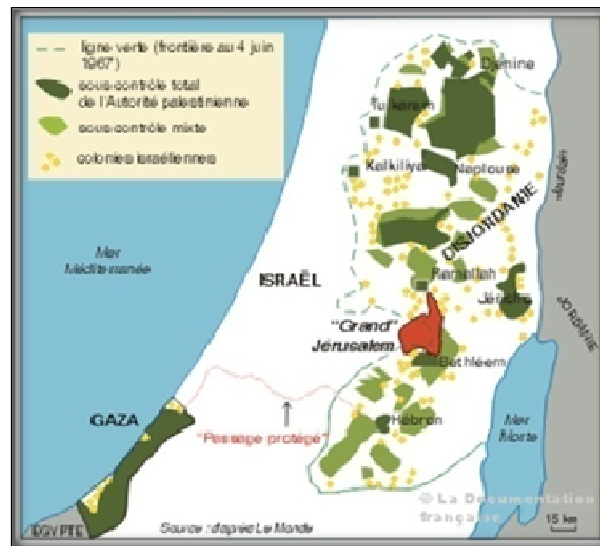 ligne verte (frontière au 4 juin
1967)
sous-contrôle total
de l'Autorité palestinienne
sous-contrôle mixte
colonies israéliennes
Djénine
Tulkarem
Kalkiliya
Naplouse
Jourdain
CISJORDANIE
Mer
Méditerranée
ISRAËL
Ramallah
Jéricho
JORDANIE
"Grand"
Jérusalem
Bethléem
GAZA
Hébron
"Passage protégé"
Mer
Morte
© La Documentation
française
EGYPTE
Source : d'après Le Monde
15 km